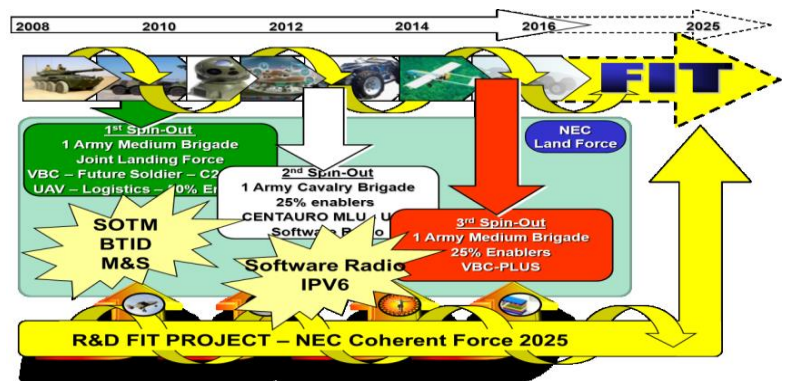 2008 2010 2012 2014 2016 2025
FIT
1st Spin-Out
1 Army Medium Brigade
Joint Landing Force
VBC – Future Soldier – C2
UAV – Logistics –
2nd Spin-Out
1 Army Cavalry Brigade
25% enablers
CENTAURO MLU
Software
3rd Spin-Out
1 Army Medium Brigade
25% Enablers
VBC-PLUS
NEC
Land Force
SOTM
BTID
M&S
Software Radio
IPV6
R&D FIT PROJECT – NEC Coherent Force 2025